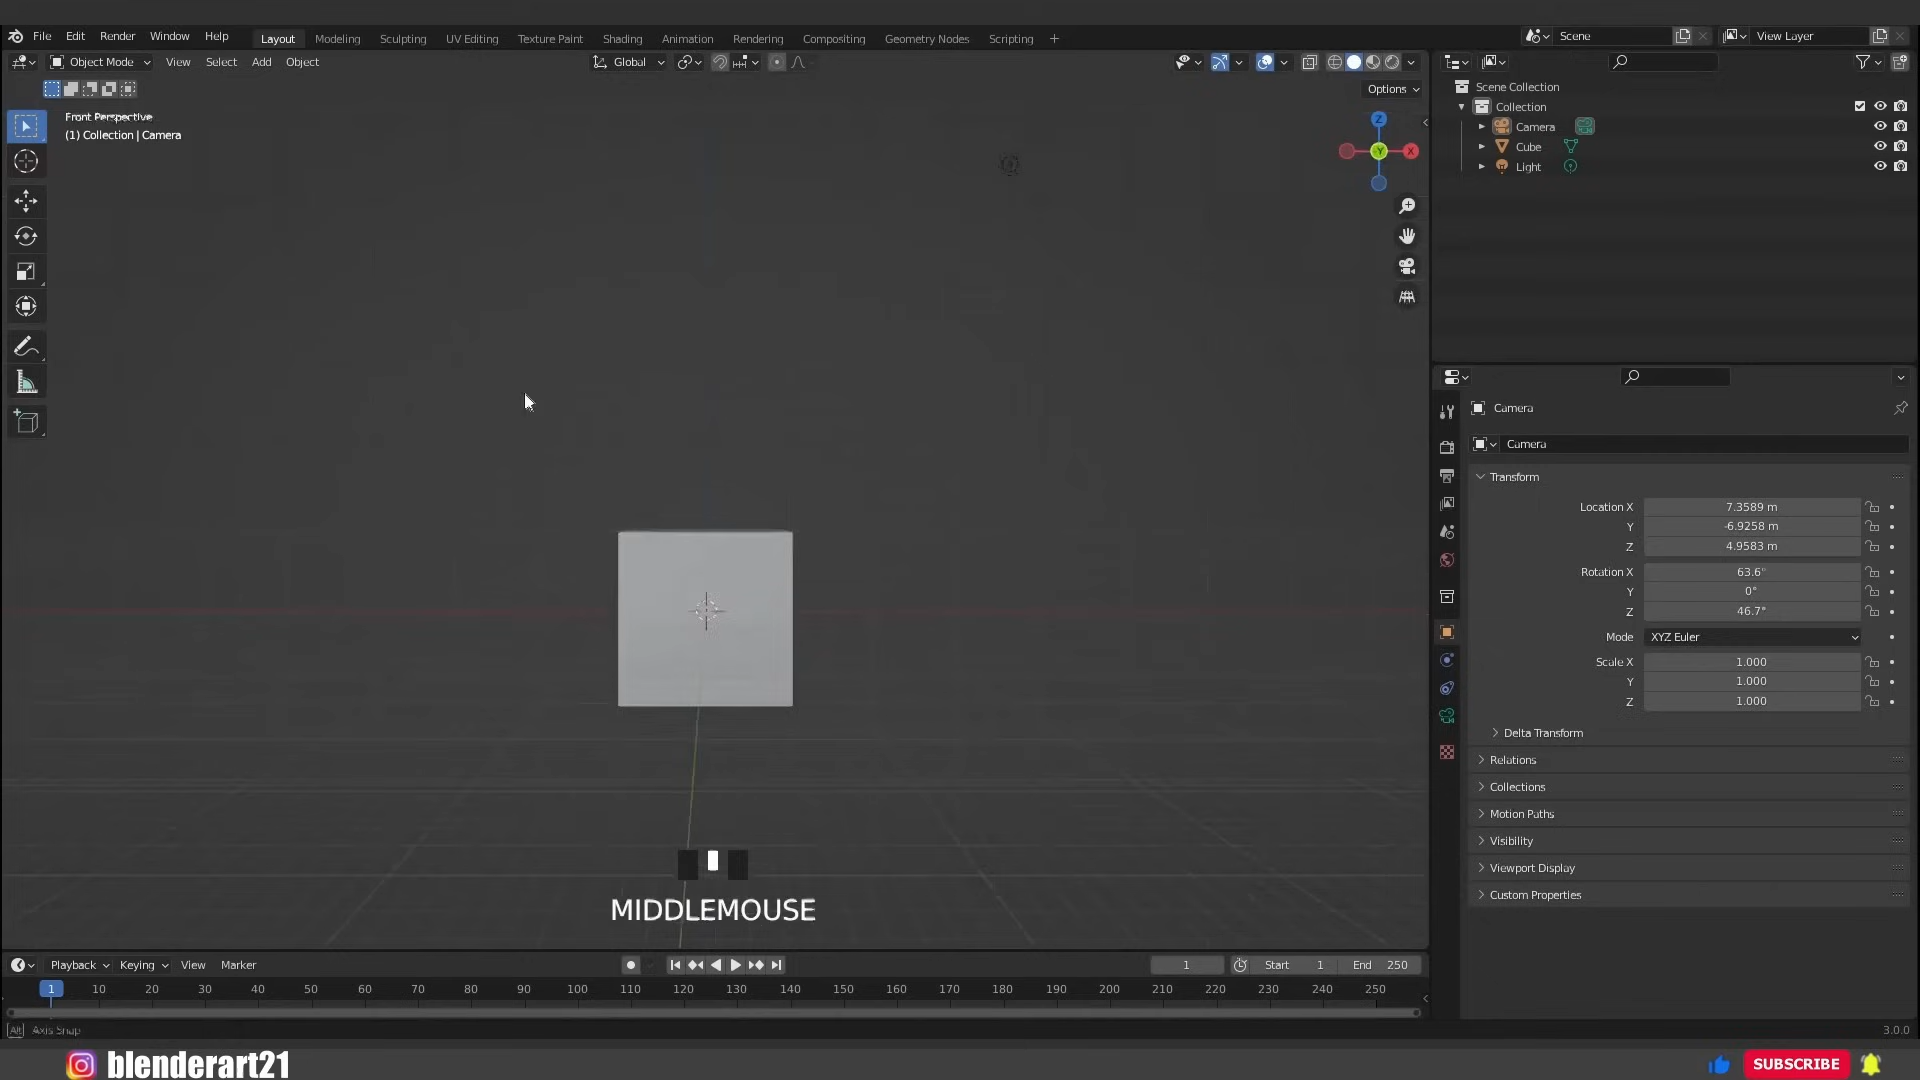 File Edit Render Window Help
Layout Modeling Sculpting UV Editing Texture Paint Shading Animation Rendering Compositing Geometry Nodes Scripting
Scene View Layer
Object Mode View Select Add Object
Global
Options
Front Perspective
(1) Collection | Camera
Z
Y X
Scene Collection
Collection
Camera
Cube
Light
Camera
Camera
Transform
Location X 7.3589 m
Y -6.9258 m
Z 4.9583 m
Rotation X 63.6°
Y 0°
Z 46.7°
Mode XYZ Euler
Scale X 1.000
Y 1.000
Z 1.000
Delta Transform
Relations
Collections
Motion Paths
Visibility
Viewport Display
Custom Properties
MIDDLEMOUSE
Playback Keying View Marker
1 Start 1 End 250
1 10 20 30 40 50 60 70 80 90 100 110 120 130 140 150 160 170 180 190 200 210 220 230 240 250
Alt Axis Snap
3.0.0
blenderart21
SUBSCRIBE